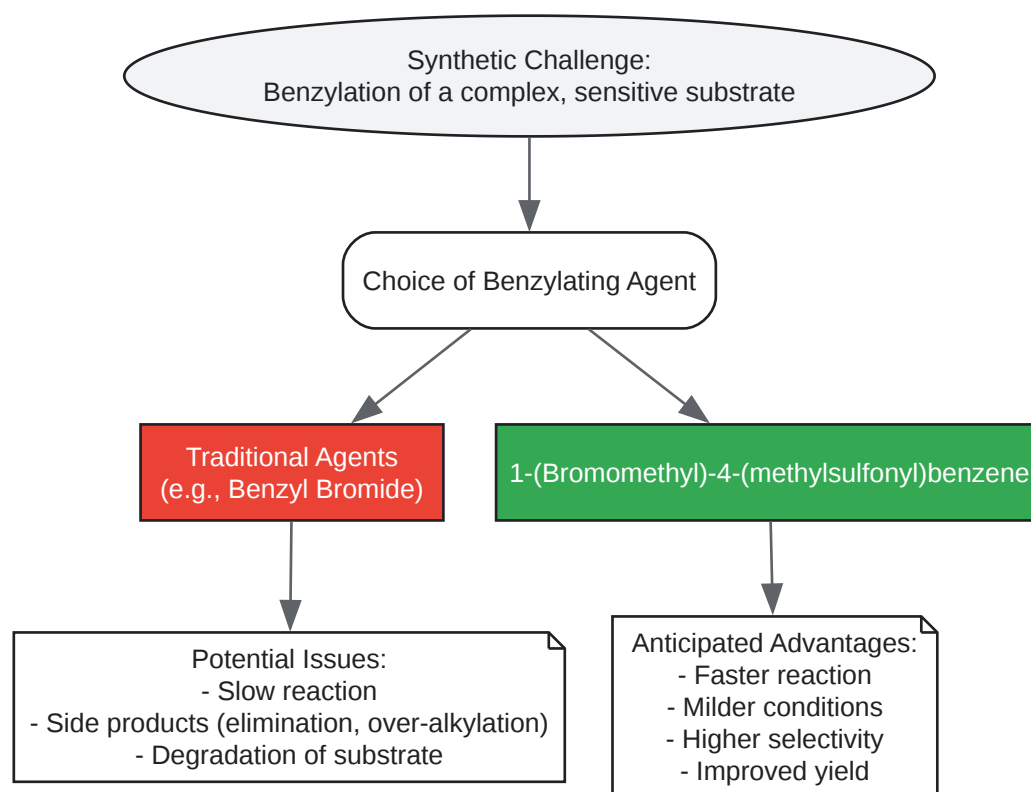 Synthetic Challenge:
Benzylation of a complex, sensitive substrate
Choice of Benzylating Agent
Traditional Agents
(e.g., Benzyl Bromide)
1-(Bromomethyl)-4-(methylsulfonyl)benzene
Potential Issues:
- Slow reaction
- Side products (elimination, over-alkylation)
- Degradation of substrate
Anticipated Advantages:
- Faster reaction
- Milder conditions
- Higher selectivity
- Improved yield